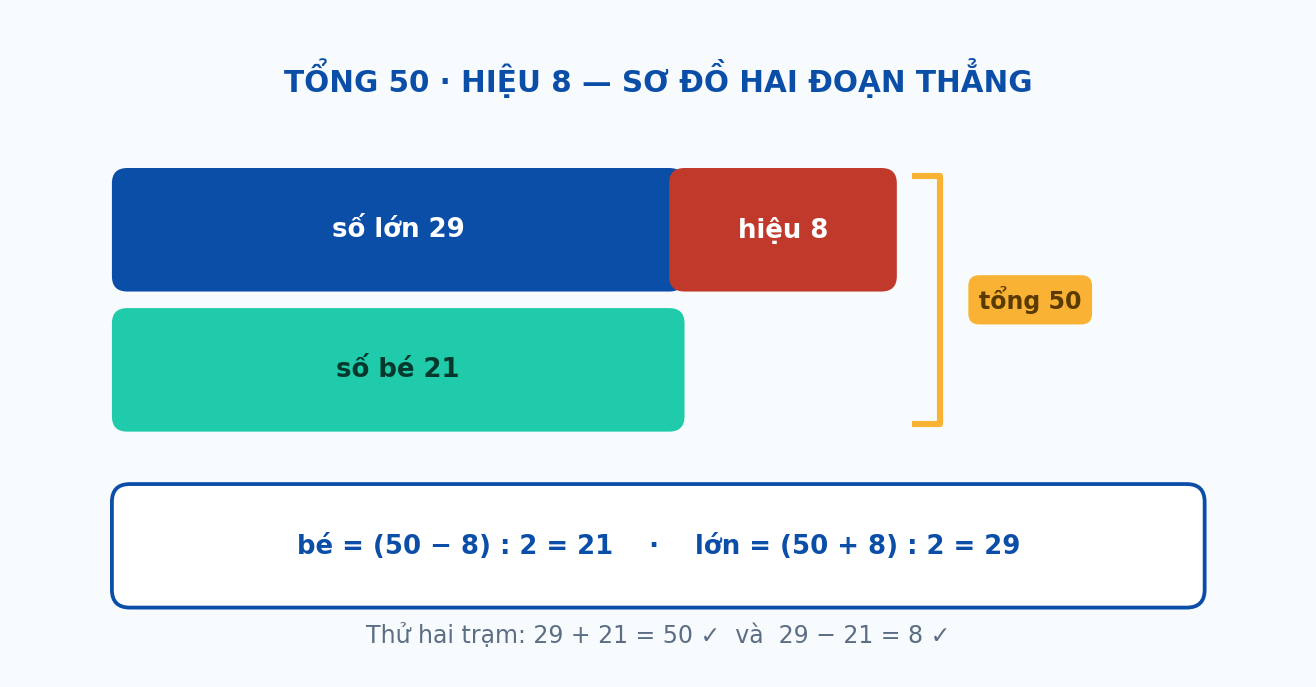 TỔNG 50 · HIỆU 8 — SƠ ĐỒ HAI ĐOẠN THẲNG
số lớn 29
hiệu 8
tổng 50
số bé 21
bé = (50 − 8) : 2 = 21 · lớn = (50 + 8) : 2 = 29
Thử hai trạm: 29 + 21 = 50 ✓ và 29 − 21 = 8 ✓